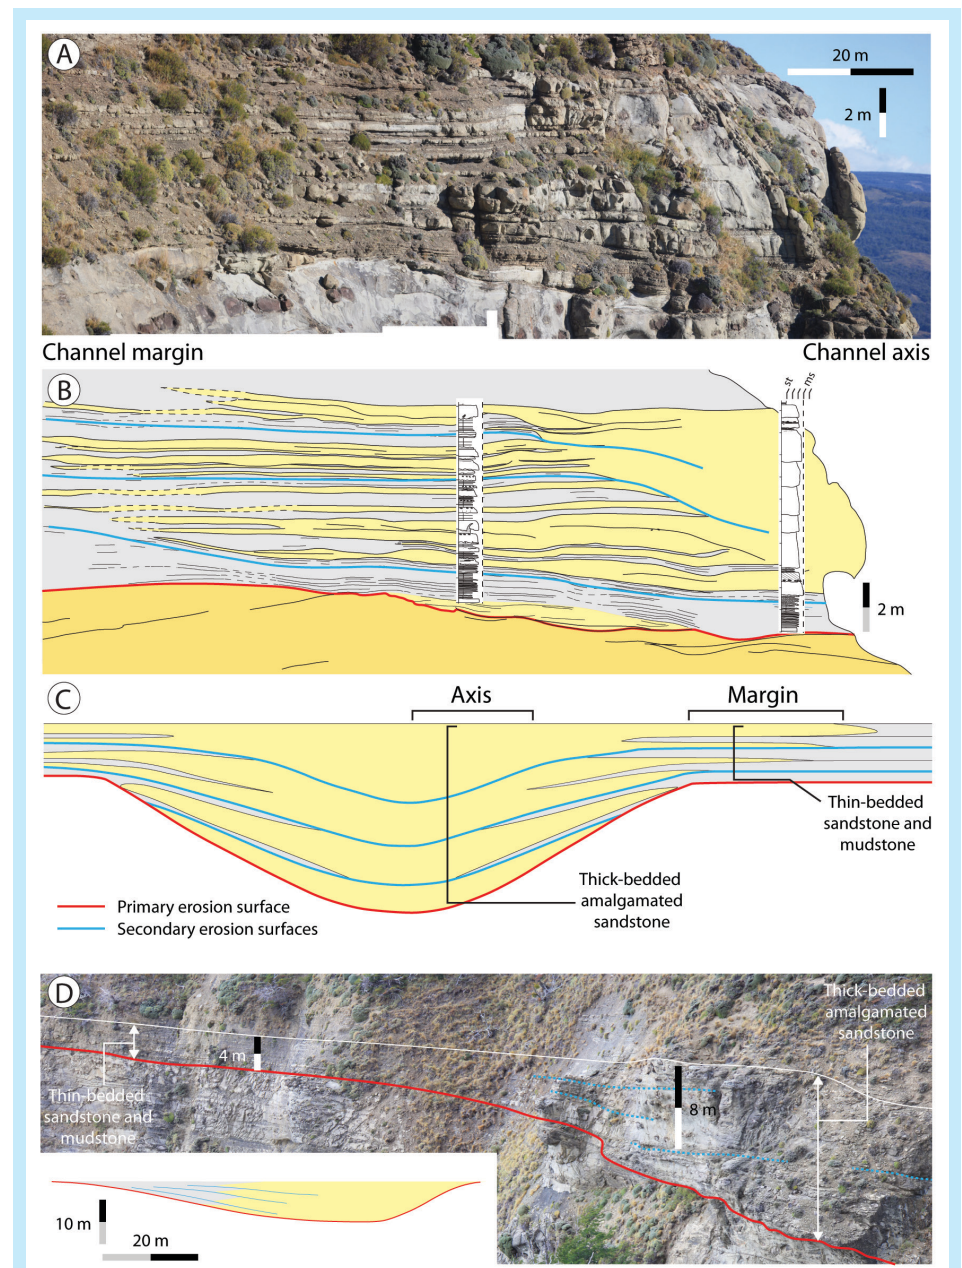 A
20 m
2 m
Channel margin
Channel axis
B
st
ms
2 m
C
Axis
Margin
Thin-bedded
sandstone and
mudstone
Thick-bedded
amalgamated
sandstone
Primary erosion surface
Secondary erosion surfaces
D
Thick-bedded
amalgamated
sandstone
4 m
8 m
Thin-bedded
sandstone and
mudstone
10 m
20 m